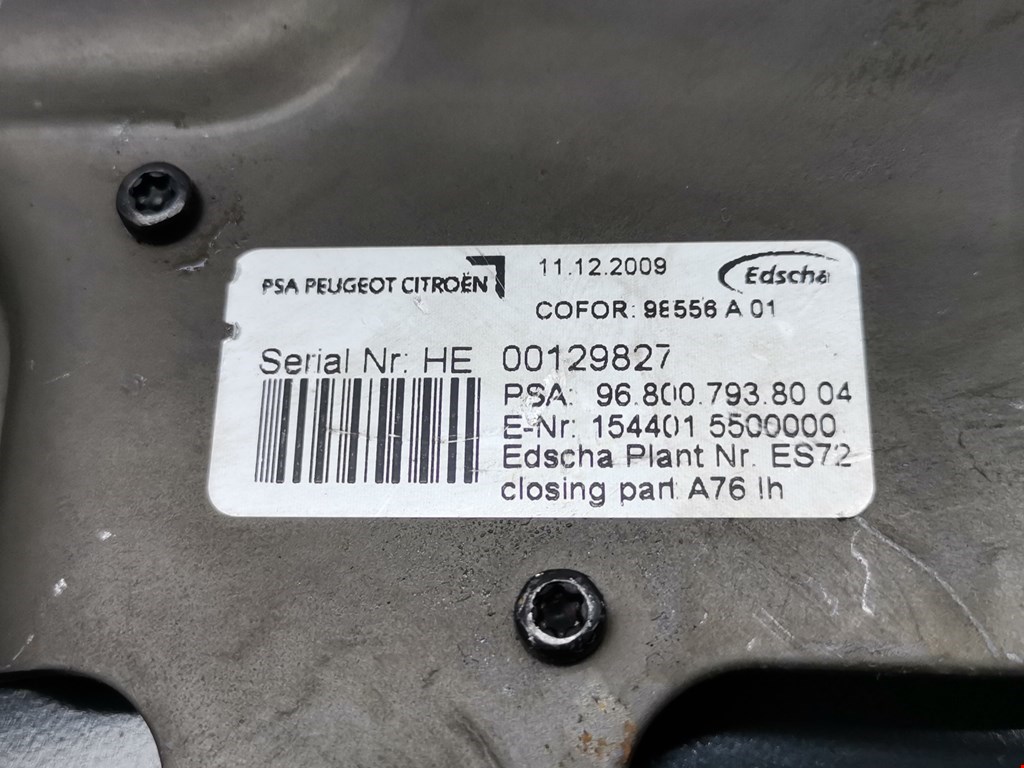 PSA PEUGEOT CITROËN
11.12.2009
Edscha
COFOR: 98556 A 01
Serial Nr: HE 00129827
PSA: 96.800.793.80 04
E-Nr: 154401 5500000
Edscha Plant Nr. ES72
closing part A76 lh